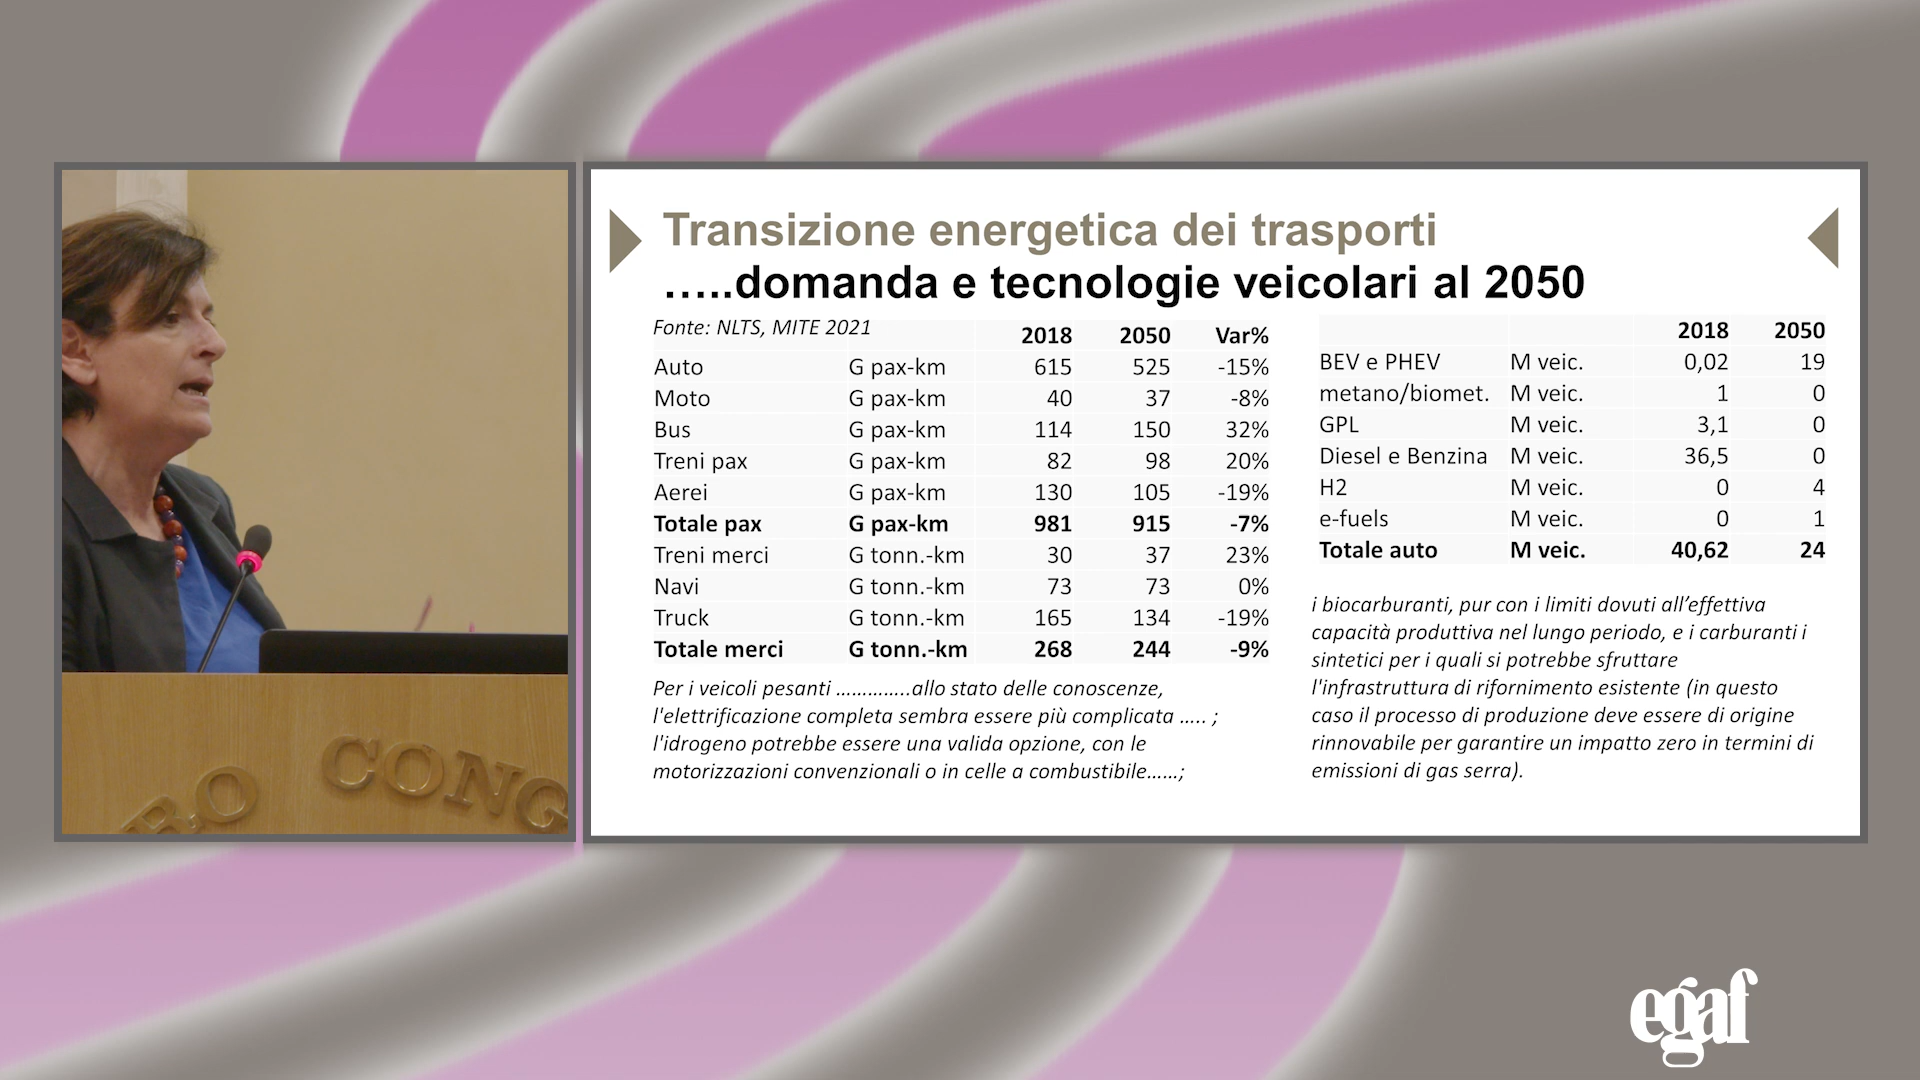 Transizione energetica dei trasporti
…..domanda e tecnologie veicolari al 2050
Fonte: NLTS, MITE 2021 2018 2050 Var%
Auto G pax-km 615 525 -15%
Moto G pax-km 40 37 -8%
Bus G pax-km 114 150 32%
Treni pax G pax-km 82 98 20%
Aerei G pax-km 130 105 -19%
Totale pax G pax-km 981 915 -7%
Treni merci G tonn.-km 30 37 23%
Navi G tonn.-km 73 73 0%
Truck G tonn.-km 165 134 -19%
Totale merci G tonn.-km 268 244 -9%
Per i veicoli pesanti …………..allo stato delle conoscenze,
l'elettrificazione completa sembra essere più complicata ….. ;
l'idrogeno potrebbe essere una valida opzione, con le
motorizzazioni convenzionali o in celle a combustibile……;
2018 2050
BEV e PHEV M veic. 0,02 19
metano/biomet. M veic. 1 0
GPL M veic. 3,1 0
Diesel e Benzina M veic. 36,5 0
H2 M veic. 0 4
e-fuels M veic. 0 1
Totale auto M veic. 40,62 24
i biocarburanti, pur con i limiti dovuti all’effettiva
capacità produttiva nel lungo periodo, e i carburanti i
sintetici per i quali si potrebbe sfruttare
l'infrastruttura di rifornimento esistente (in questo
caso il processo di produzione deve essere di origine
rinnovabile per garantire un impatto zero in termini di
emissioni di gas serra).
R.O CONG
egaf